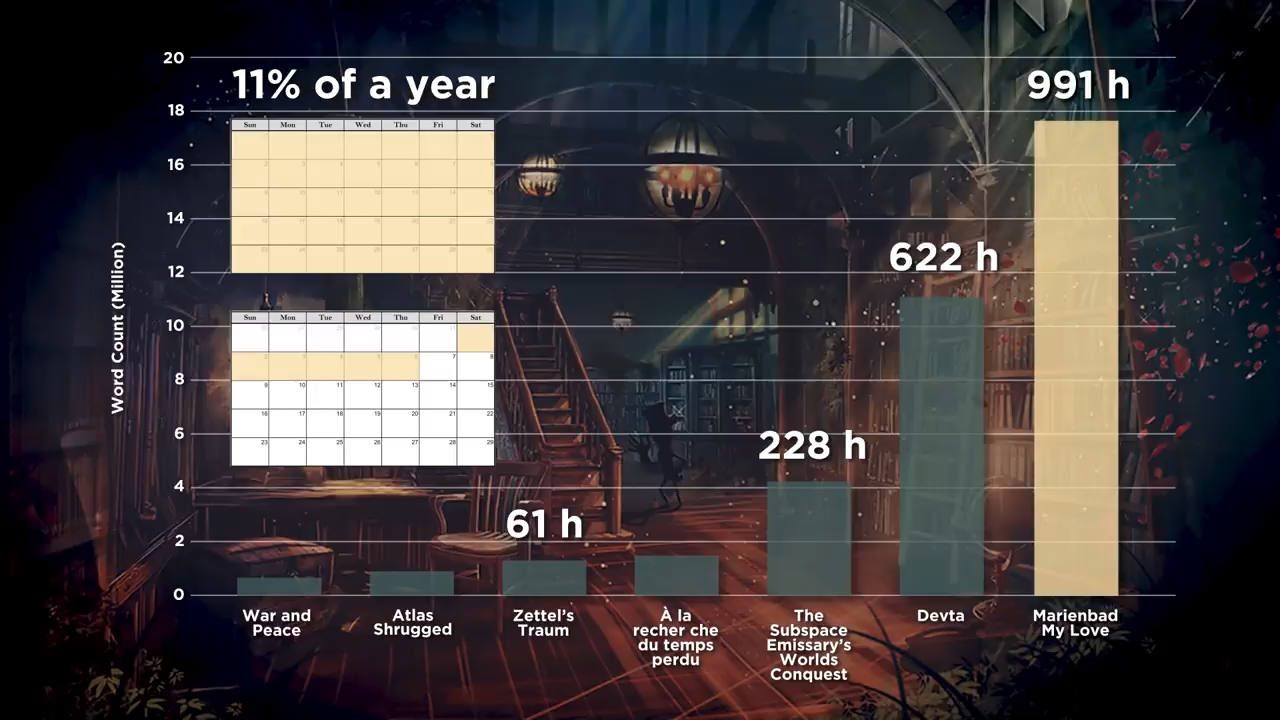 20
11% of a year
991 h
18
Sun Mon Tue Wed Thu Fri Sat
16
14
622 h
12
Word Count (Million)
10
Sun Mon Tue Wed Thu Fri Sat
7 8
8
9 10 11 12 13 14 15
16 17 18 19 20 21 22
6
228 h
23 24 25 26 27 28 29
4
61 h
2
0
War and
Peace
Atlas
Shrugged
Zettel's
Traum
À la
recher che
du temps
perdu
The
Subspace
Emissary's
Worlds
Conquest
Devta
Marienbad
My Love